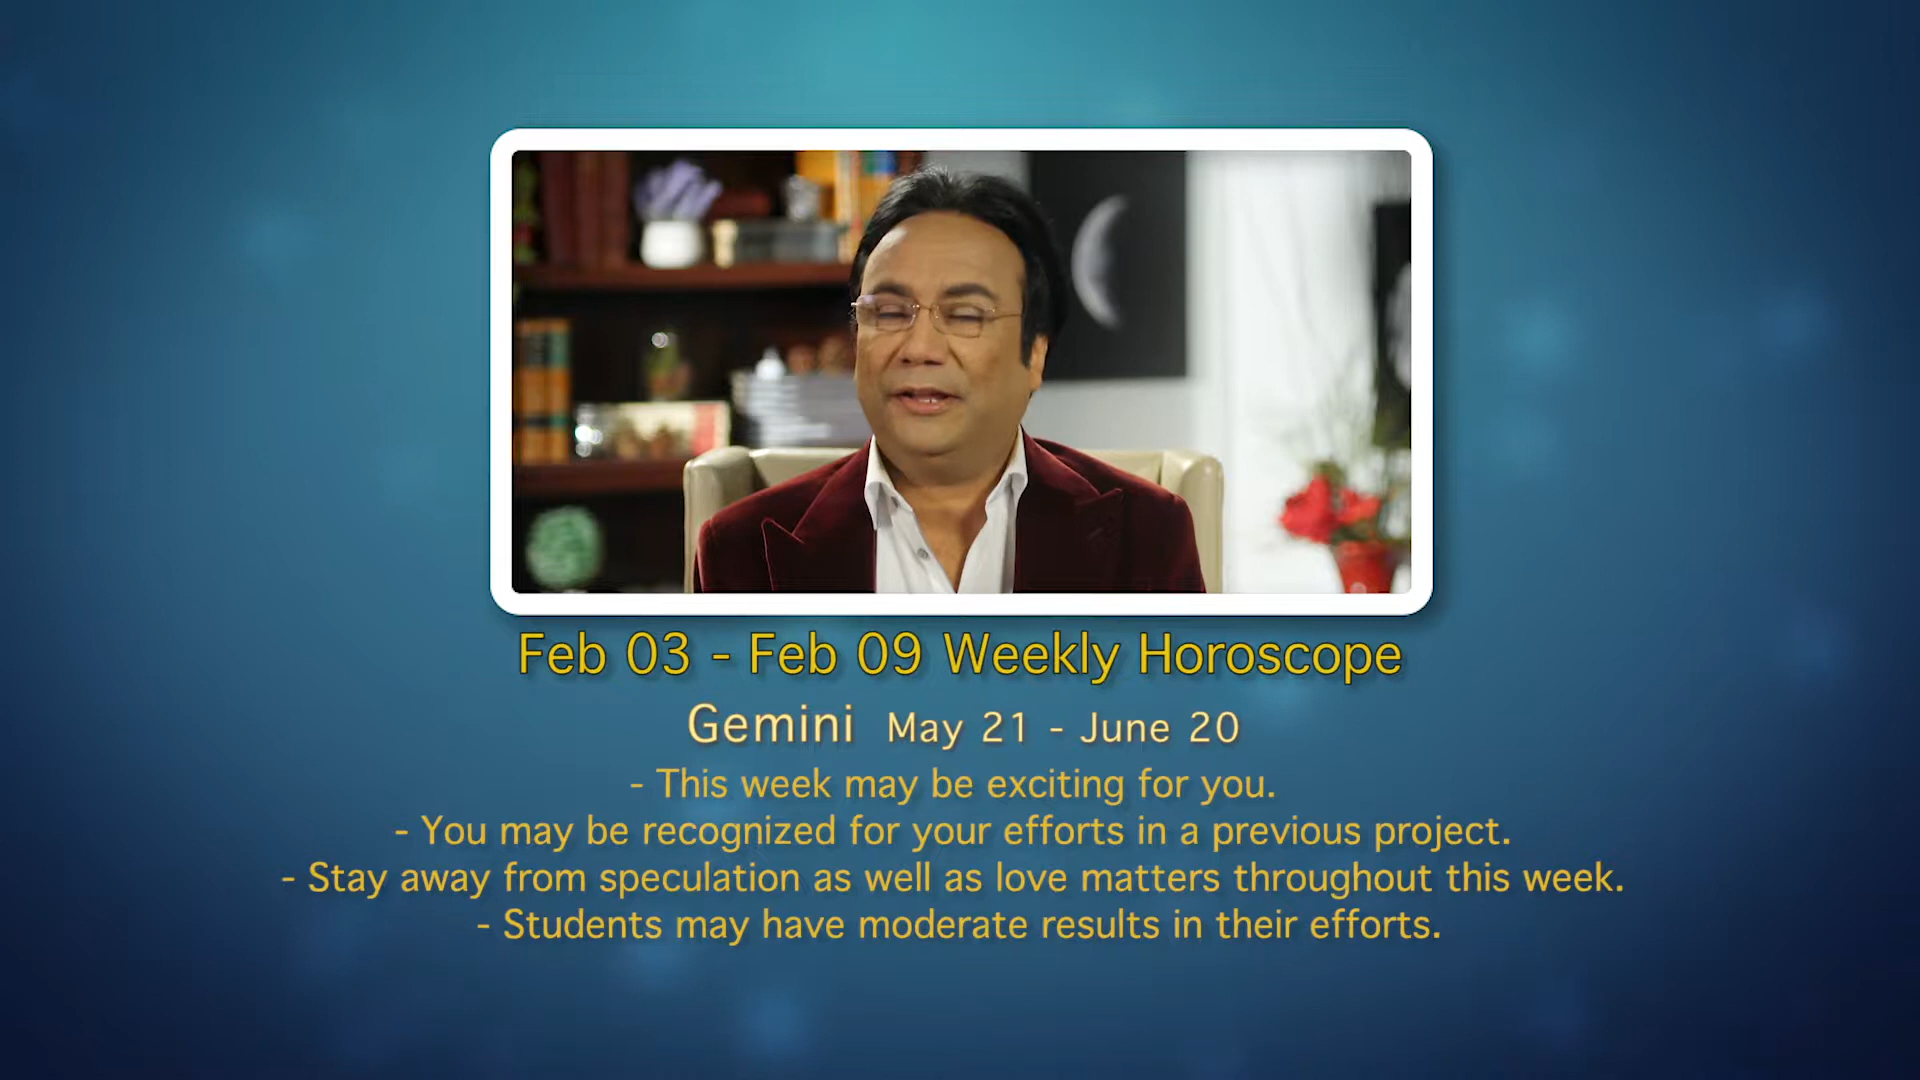 Feb 03 - Feb 09 Weekly Horoscope
Gemini May 21 - June 20
- This week may be exciting for you.
- You may be recognized for your efforts in a previous project.
- Stay away from speculation as well as love matters throughout this week.
- Students may have moderate results in their efforts.